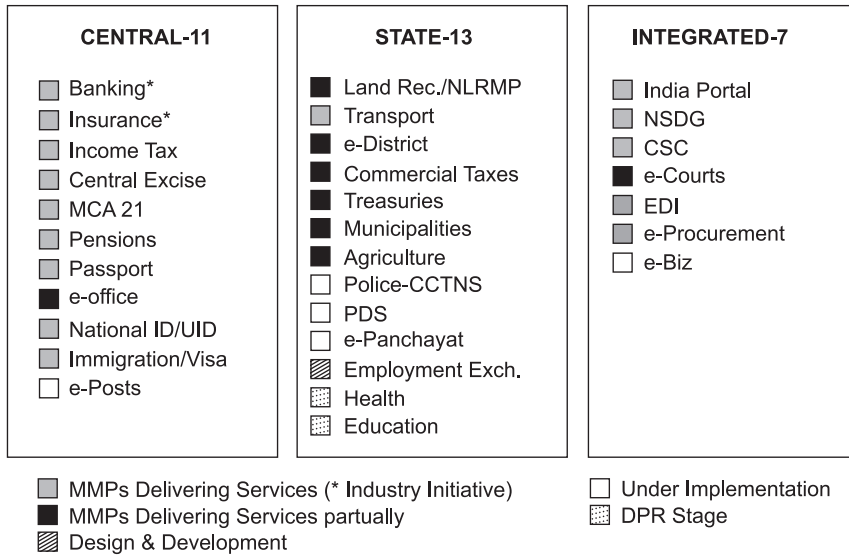 CENTRAL-11
Banking*
Insurance*
Income Tax
Central Excise
MCA 21
Pensions
Passport
e-office
National ID/UID
Immigration/Visa
e-Posts
STATE-13
Land Rec./NLRMP
Transport
e-District
Commercial Taxes
Treasuries
Municipalities
Agriculture
Police-CCTNS
PDS
e-Panchayat
Employment Exch.
Health
Education
INTEGRATED-7
India Portal
NSDG
CSC
e-Courts
EDI
e-Procurement
e-Biz
MMPs Delivering Services (* Industry Initiative)
MMPs Delivering Services partually
Design & Development
Under Implementation
DPR Stage